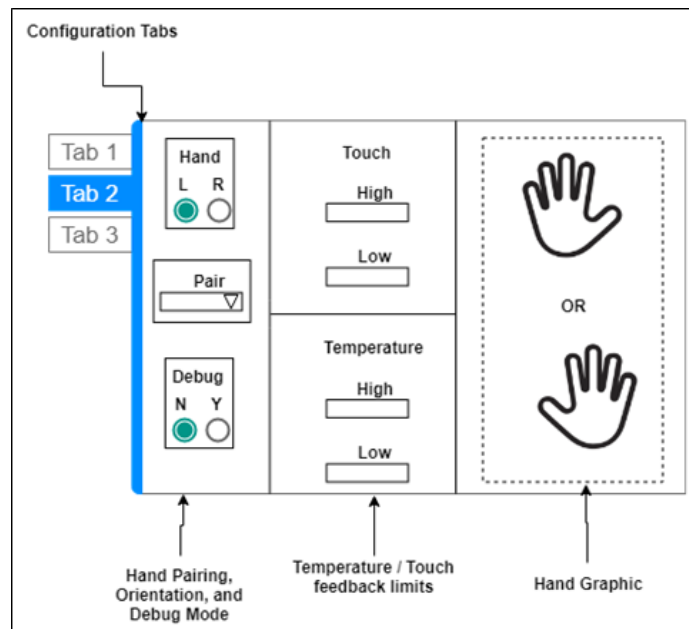 Configuration Tabs
Tab 1
Tab 2
Tab 3
Hand
L R
Pair
Debug
N Y
Touch
High
Low
Temperature
High
Low
OR
Hand Pairing,
Orientation, and
Debug Mode
Temperature / Touch
feedback limits
Hand Graphic